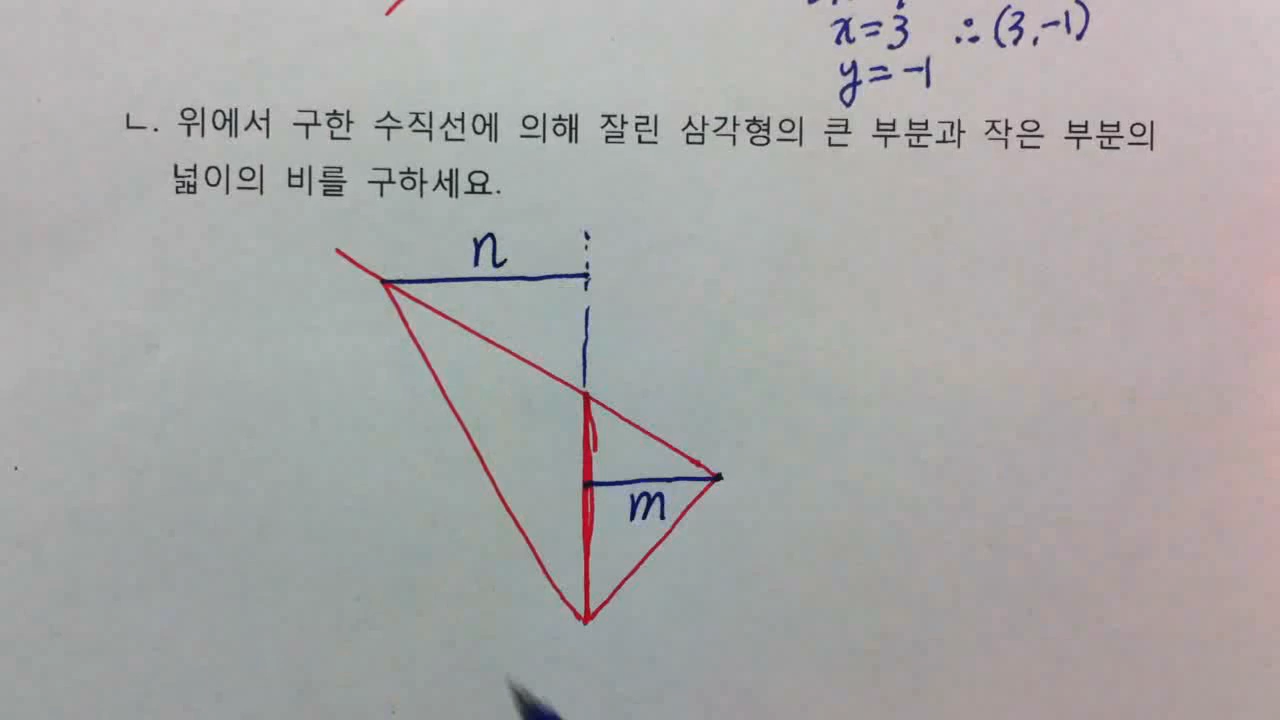 x=3 ∴(3,-1)
y=-1
ㄴ. 위에서 구한 수직선에 의해 잘린 삼각형의 큰 부분과 작은 부분의
넓이의 비를 구하세요.
n
m